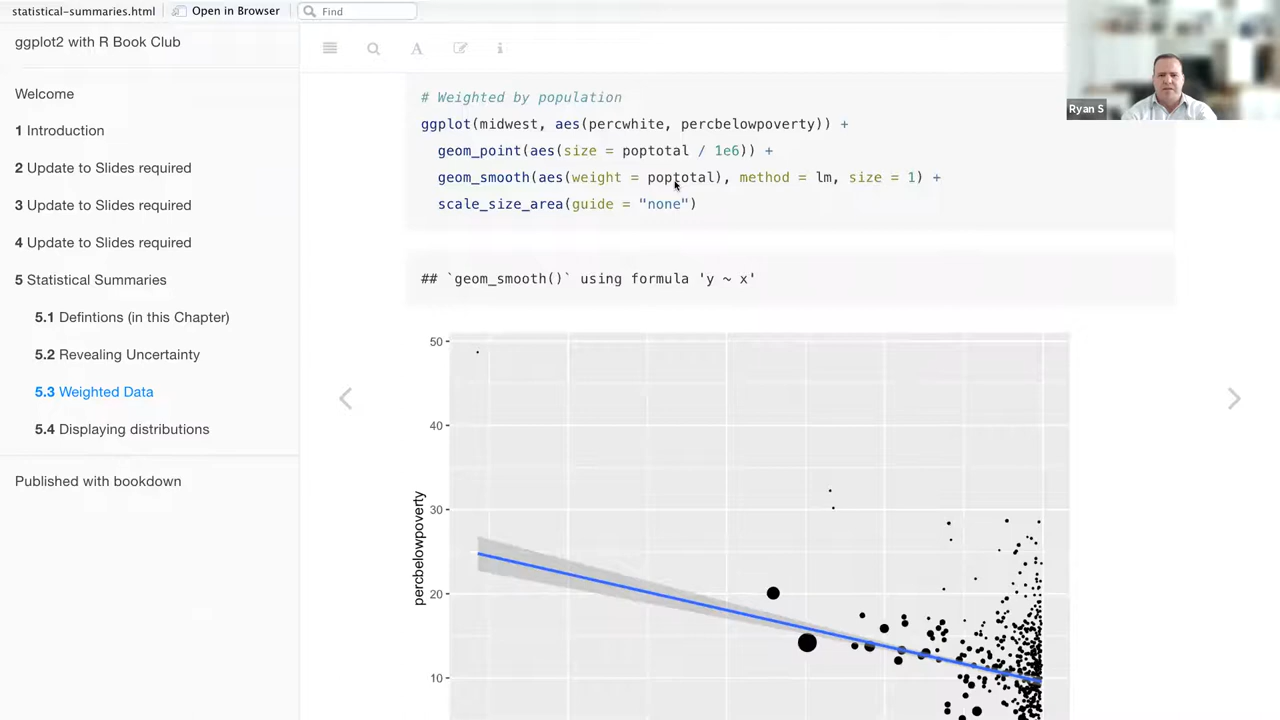 statistical-summaries.html Open in Browser Find
ggplot2 with R Book Club
Welcome
1 Introduction
2 Update to Slides required
3 Update to Slides required
4 Update to Slides required
5 Statistical Summaries
5.1 Defintions (in this Chapter)
5.2 Revealing Uncertainty
5.3 Weighted Data
5.4 Displaying distributions
Published with bookdown
A
i
# Weighted by population
ggplot(midwest, aes(percwhite, percbelowpoverty)) +
geom_point(aes(size = poptotal / 1e6)) +
geom_smooth(aes(weight = poptotal), method = lm, size = 1) +
scale_size_area(guide = "none")
## `geom_smooth()` using formula 'y ~ x'
50
40
30
20
10
percbelowpoverty
Ryan S